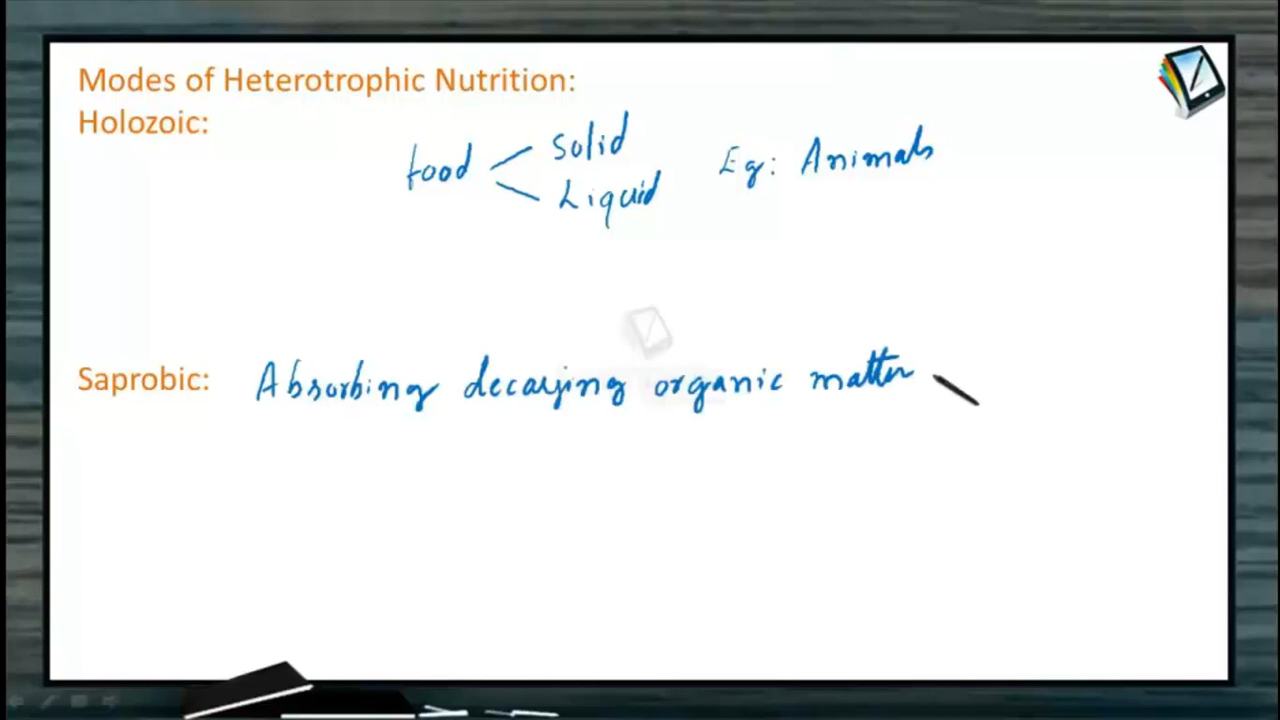 Modes of Heterotrophic Nutrition:
Holozoic:
food < Solid
Liquid
Eg: Animals
Saprobic: Absorbing decaying organic matter